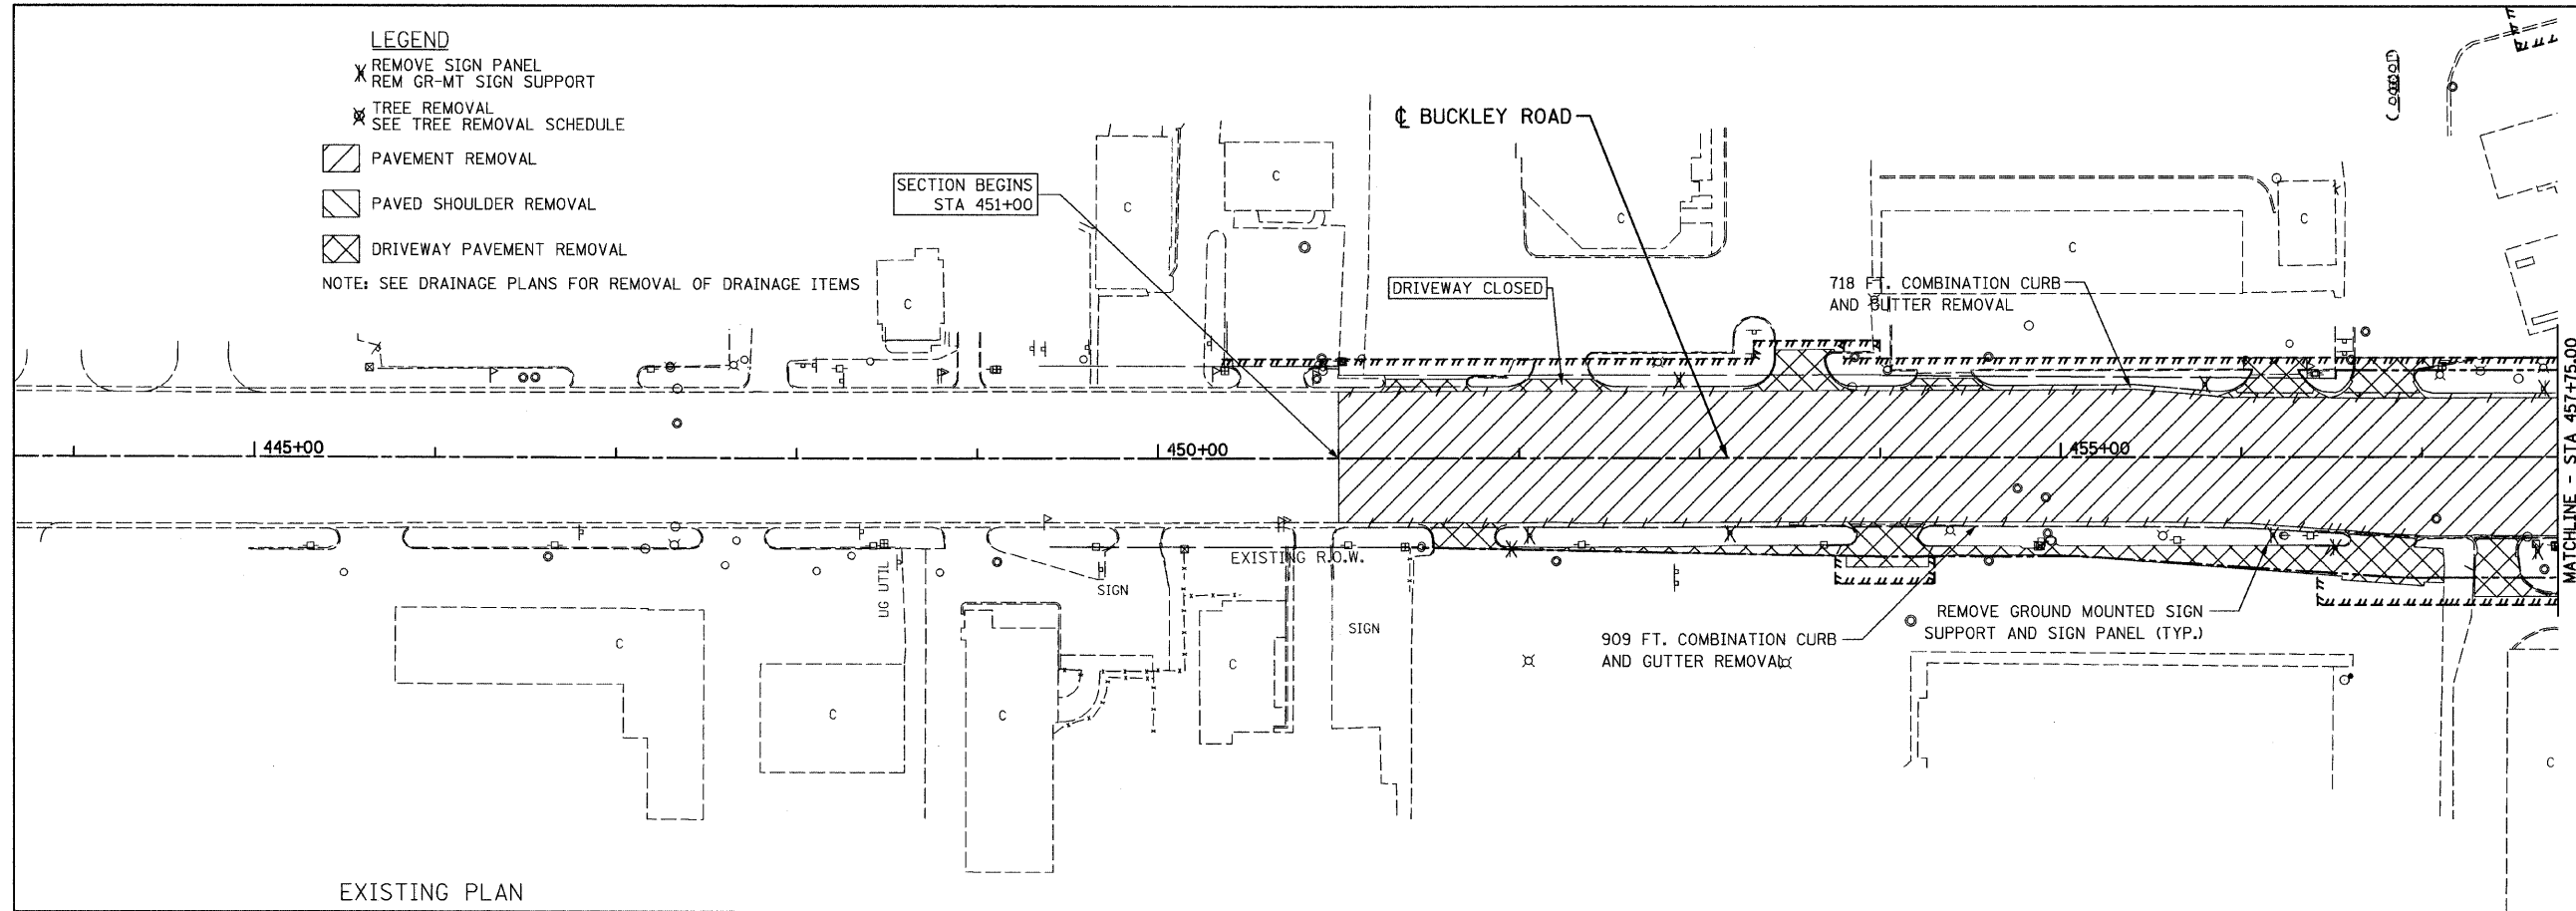 LEGEND
REMOVE SIGN PANEL
REM GR-MT SIGN SUPPORT
TREE REMOVAL
SEE TREE REMOVAL SCHEDULE
PAVEMENT REMOVAL
PAVED SHOULDER REMOVAL
DRIVEWAY PAVEMENT REMOVAL
NOTE: SEE DRAINAGE PLANS FOR REMOVAL OF DRAINAGE ITEMS
SECTION BEGINS
STA 451+00
℄ BUCKLEY ROAD
C
C
C
C
C
C
DRIVEWAY CLOSED
718 FT. COMBINATION CURB
AND GUTTER REMOVAL
445+00
450+00
455+00
MATCHLINE - STA 457+75.00
EXISTING R.O.W.
UG UTIL
SIGN
SIGN
909 FT. COMBINATION CURB
AND GUTTER REMOVAL
REMOVE GROUND MOUNTED SIGN
SUPPORT AND SIGN PANEL (TYP.)
C
C
C
C
C
EXISTING PLAN